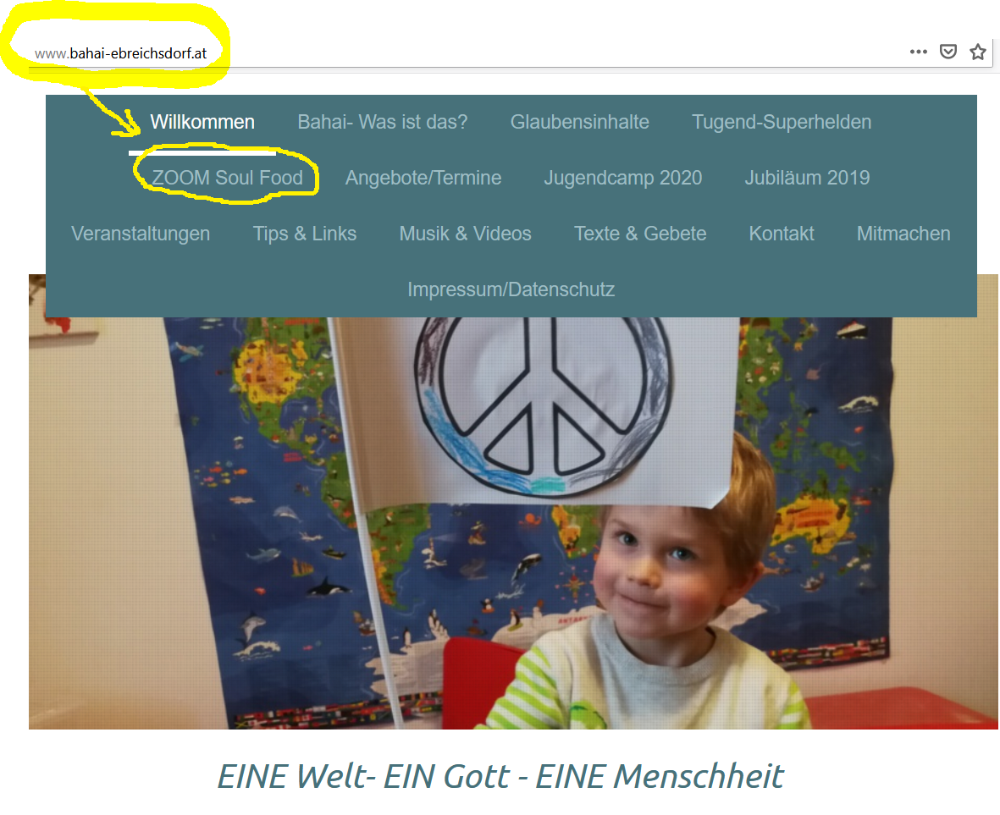 www.bahai-ebreichsdorf.at
Willkommen Bahai- Was ist das? Glaubensinhalte Tugend-Superhelden
ZOOM Soul Food Angebote/Termine Jugendcamp 2020 Jubiläum 2019
Veranstaltungen Tips & Links Musik & Videos Texte & Gebete Kontakt Mitmachen
Impressum/Datenschutz
EINE Welt- EIN Gott - EINE Menschheit